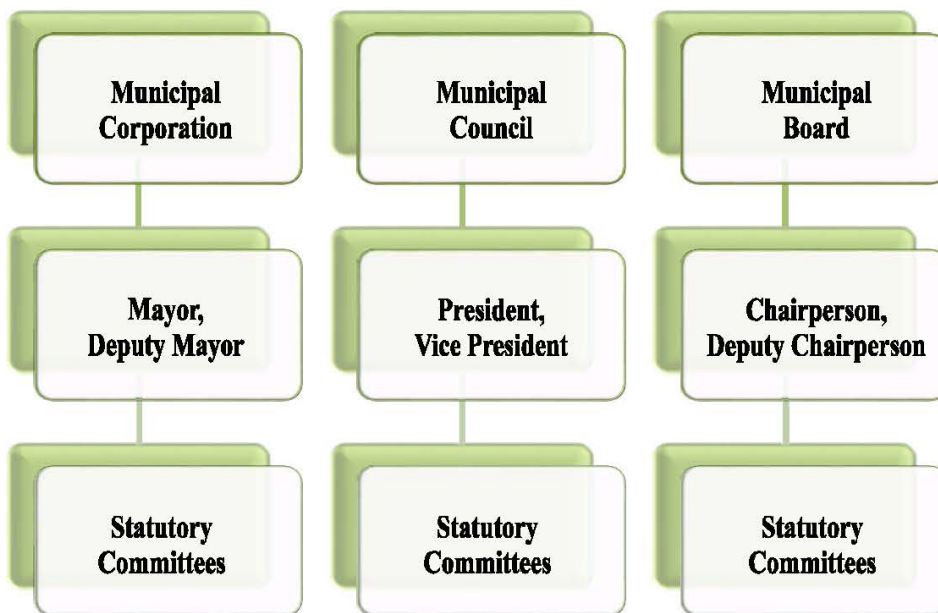 Municipal
Corporation
Municipal
Council
Municipal
Board
Mayor,
Deputy Mayor
President,
Vice President
Chairperson,
Deputy Chairperson
Statutory
Committees
Statutory
Committees
Statutory
Committees